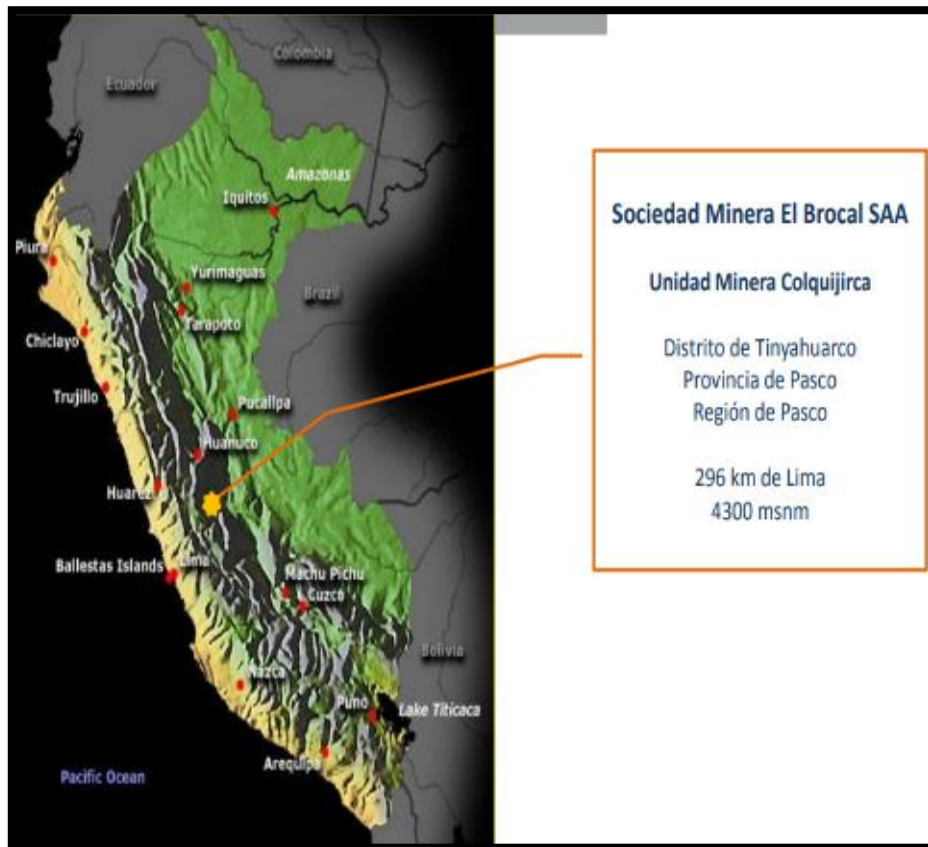 Colombia
Ecuador
Amazonas
Iquitos
Piura
Yurimaguas
Brazil
Tarapoto
Chiclayo
Trujillo
Pucallpa
Huanuco
Huarez
Ballestas Islands
Lima
Machu Pichu
Cuzco
Bolivia
Nazca
Puno
Lake Titicaca
Arequipa
Pacific Ocean
Sociedad Minera El Brocal SAA
Unidad Minera Colquijirca
Distrito de Tinyahuarco
Provincia de Pasco
Región de Pasco
296 km de Lima
4300 msnm